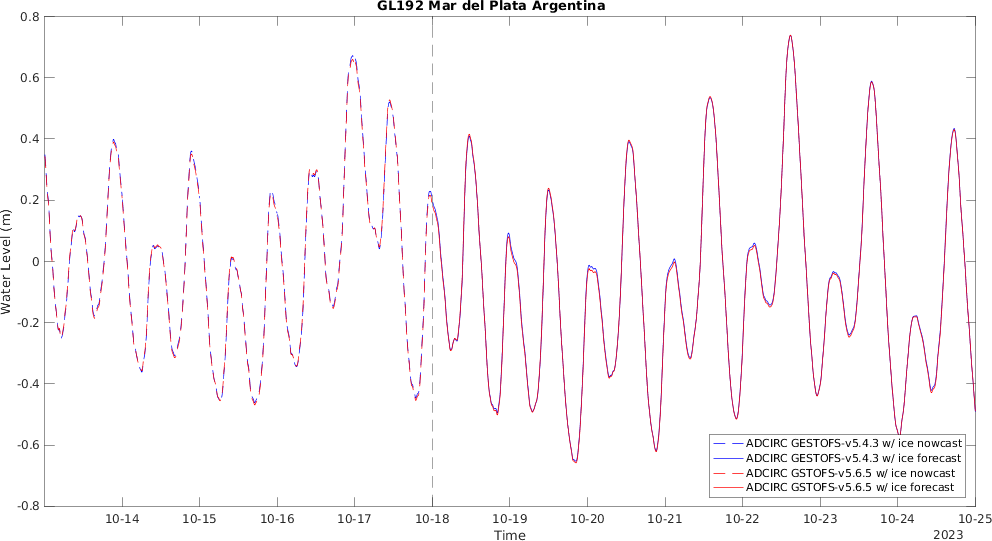 GL192 Mar del Plata Argentina
0.8
0.6
0.4
0.2
0
-0.2
-0.4
-0.6
-0.8
Water Level (m)
10-14 10-15 10-16 10-17 10-18 10-19 10-20 10-21 10-22 10-23 10-24 10-25
Time
2023
ADCIRC GESTOFS-v5.4.3 w/ ice nowcast
ADCIRC GESTOFS-v5.4.3 w/ ice forecast
ADCIRC GSTOFS-v5.6.5 w/ ice nowcast
ADCIRC GSTOFS-v5.6.5 w/ ice forecast